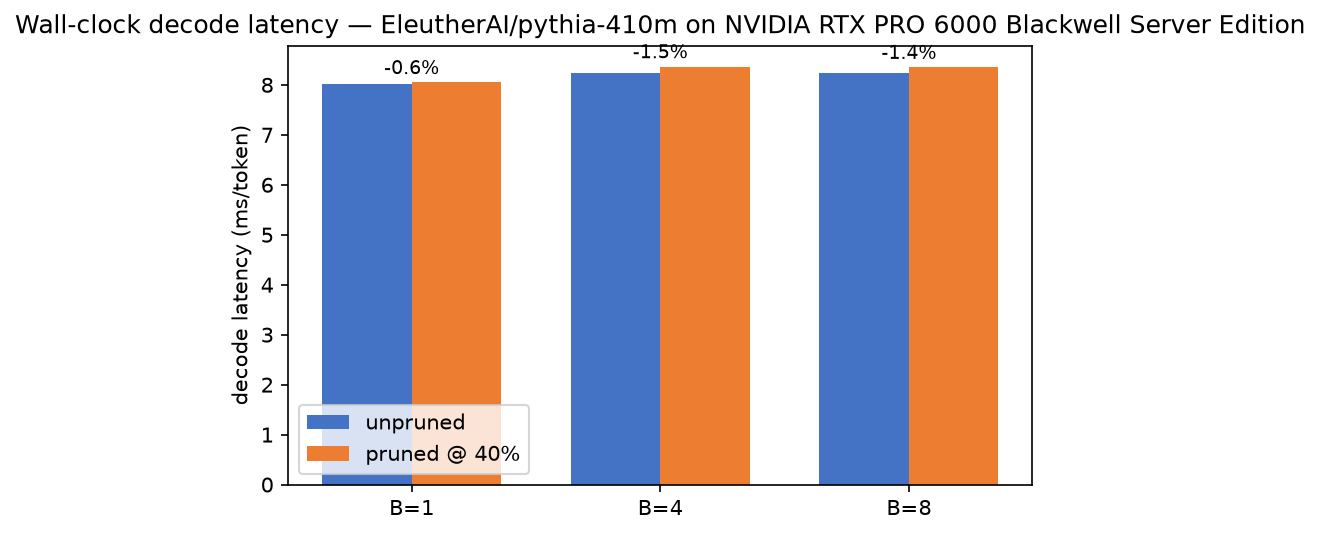 Wall-clock decode latency — EleutherAI/pythia-410m on NVIDIA RTX PRO 6000 Blackwell Server Edition
-0.6%
-1.5%
-1.4%
decode latency (ms/token)
8
7
6
5
4
3
2
1
0
unpruned
pruned @ 40%
B=1
B=4
B=8